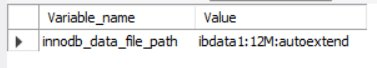 Variable_name Value
innodb_data_file_path ibdata1:12M:autoextend